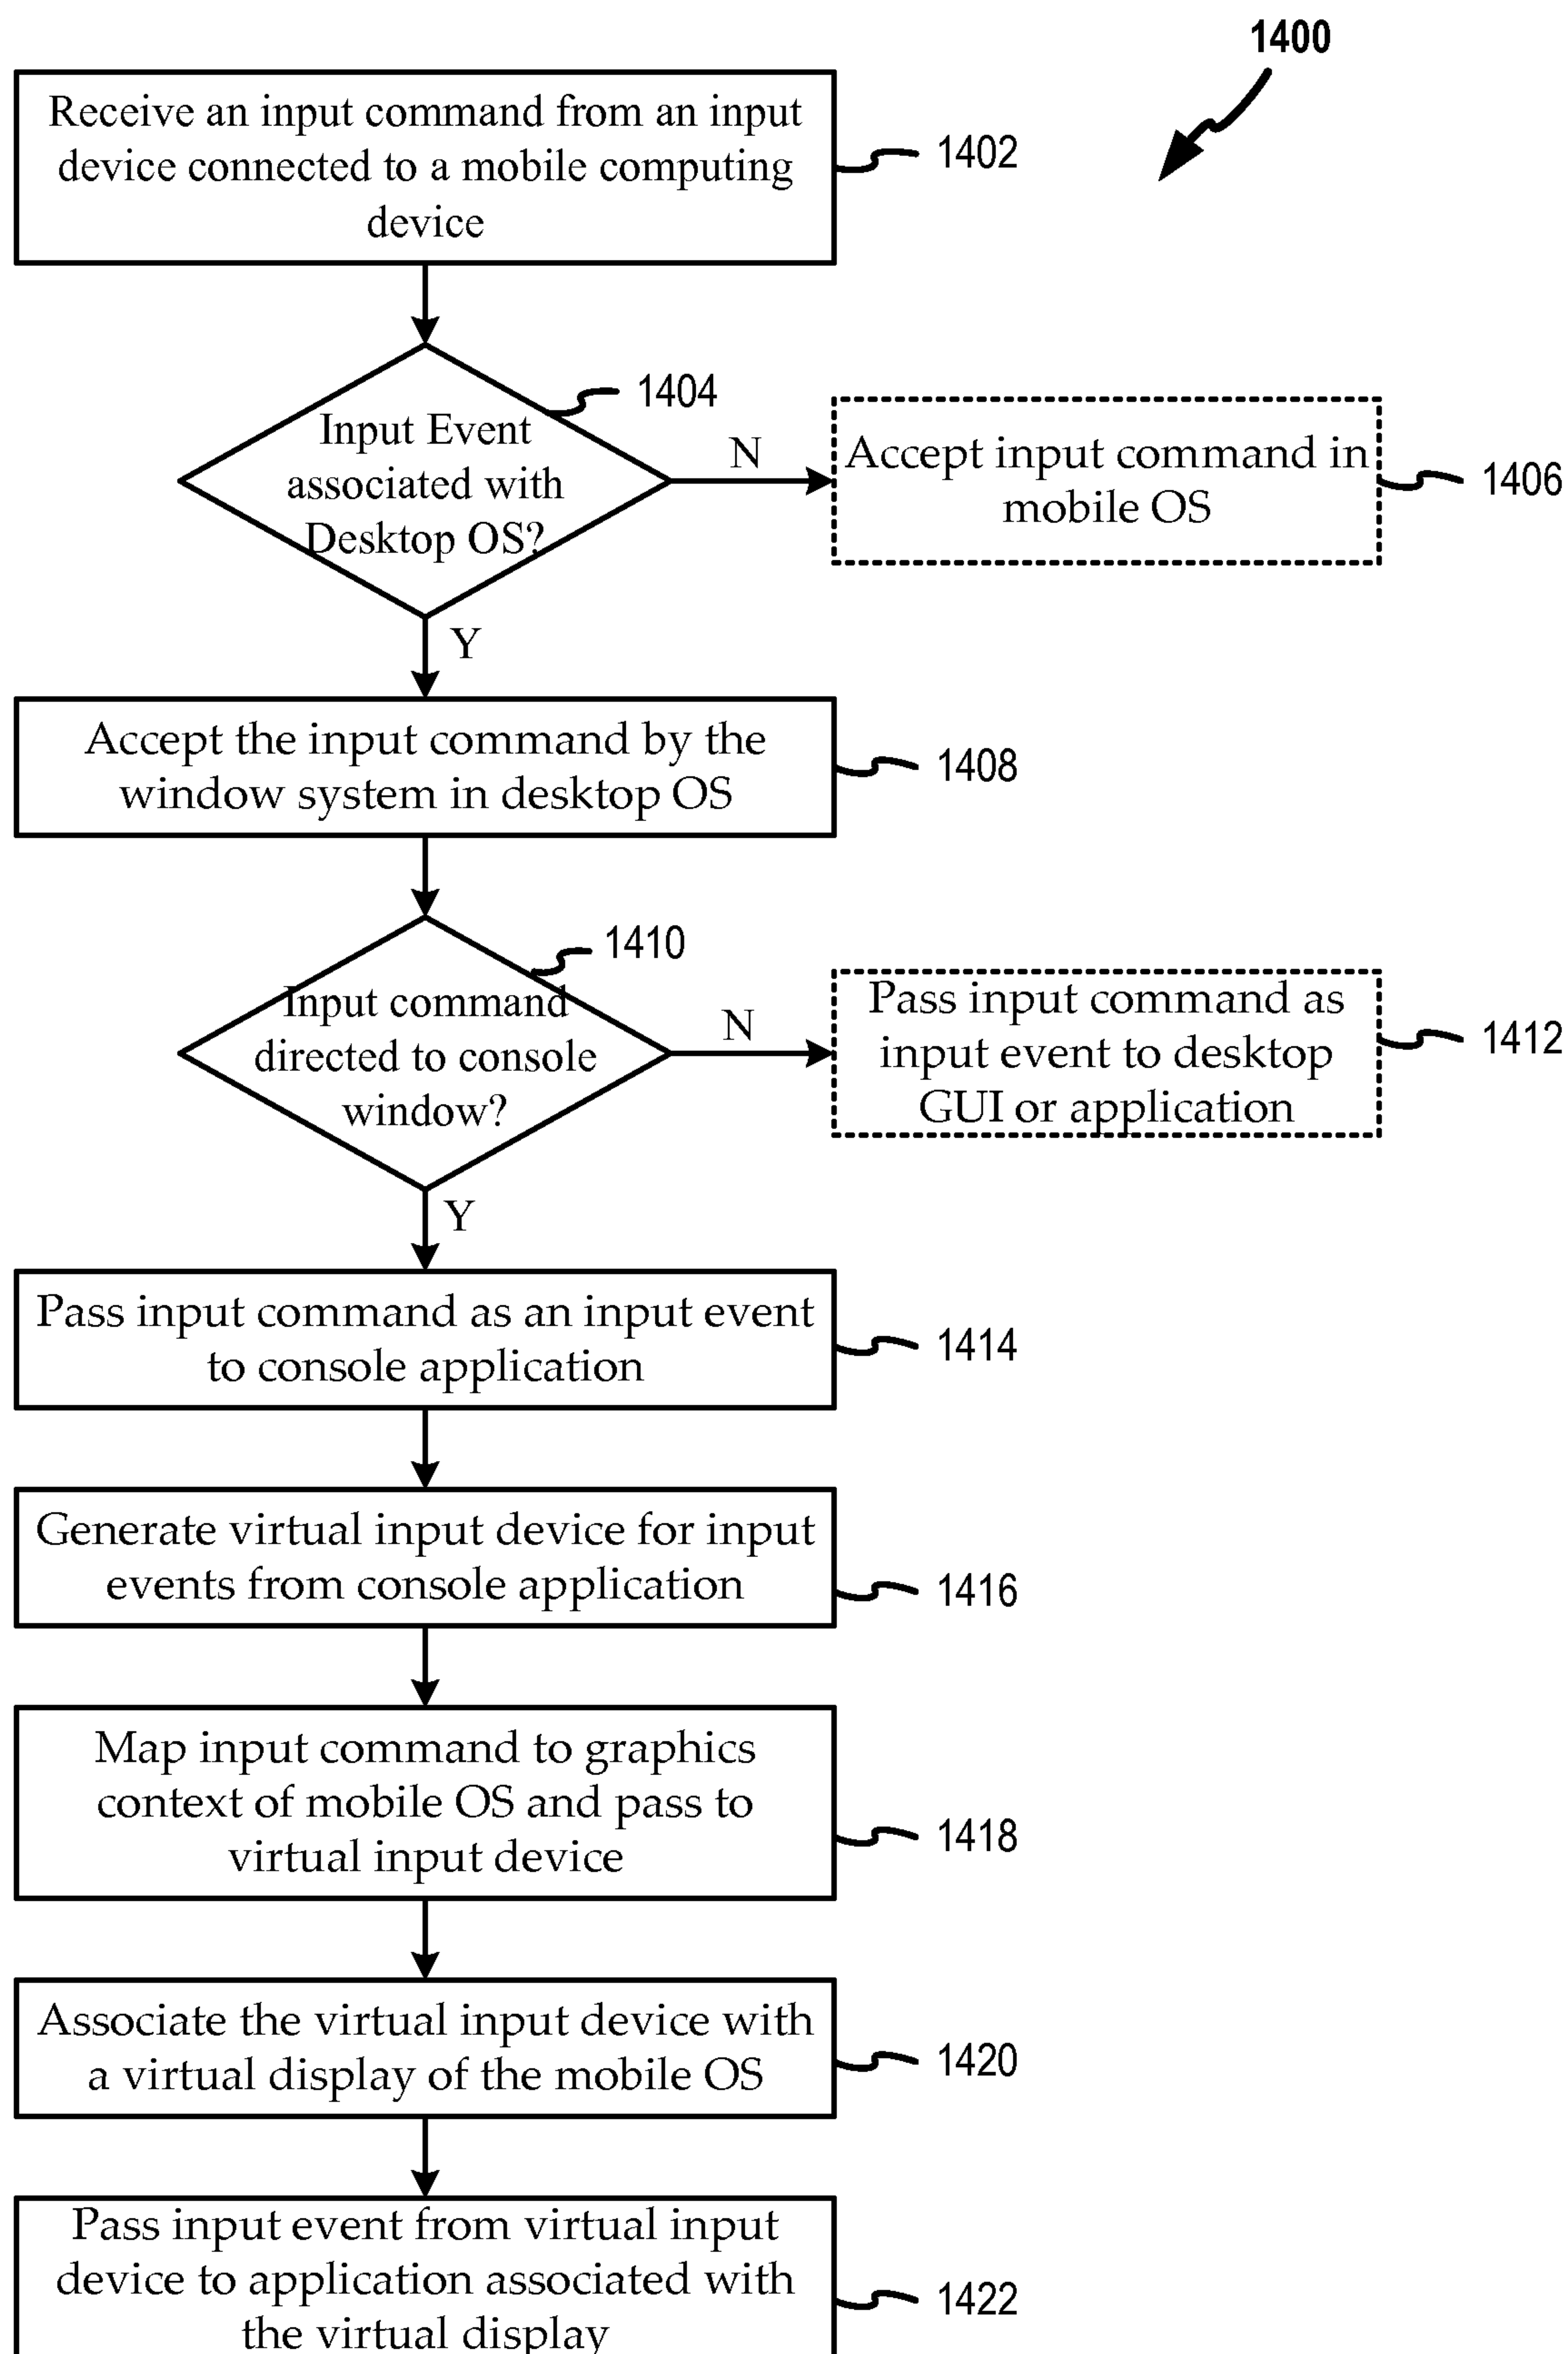 1400
Receive an input command from an input
device connected to a mobile computing
device
1402
1404
Input Event
associated with
Desktop OS?
N
Accept input command in
mobile OS
1406
Y
Accept the input command by the
window system in desktop OS
1408
1410
Input command
directed to console
window?
N
Pass input command as
input event to desktop
GUI or application
1412
Y
Pass input command as an input event
to console application
1414
Generate virtual input device for input
events from console application
1416
Map input command to graphics
context of mobile OS and pass to
virtual input device
1418
Associate the virtual input device with
a virtual display of the mobile OS
1420
Pass input event from virtual input
device to application associated with
the virtual display
1422